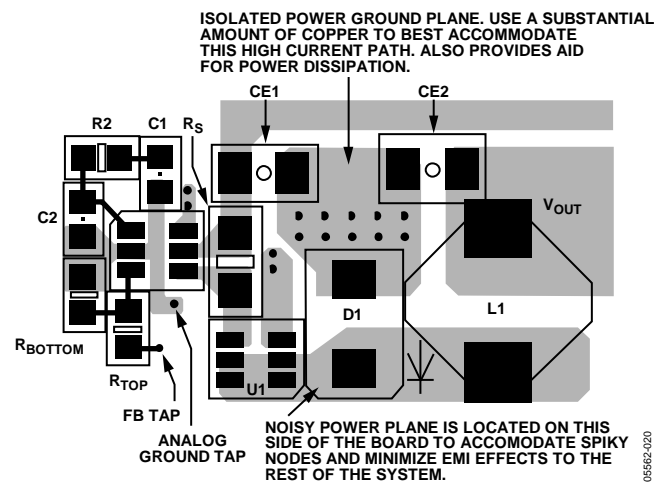 ISOLATED POWER GROUND PLANE. USE A SUBSTANTIAL
AMOUNT OF COPPER TO BEST ACCOMMODATE
THIS HIGH CURRENT PATH. ALSO PROVIDES AID
FOR POWER DISSIPATION.
CE1
CE2
R2
C1
RS
C2
VOUT
D1
L1
RBOTTOM
RTOP
U1
FB TAP
ANALOG
GROUND TAP
NOISY POWER PLANE IS LOCATED ON THIS
SIDE OF THE BOARD TO ACCOMODATE SPIKY
NODES AND MINIMIZE EMI EFFECTS TO THE
REST OF THE SYSTEM.
05562-020